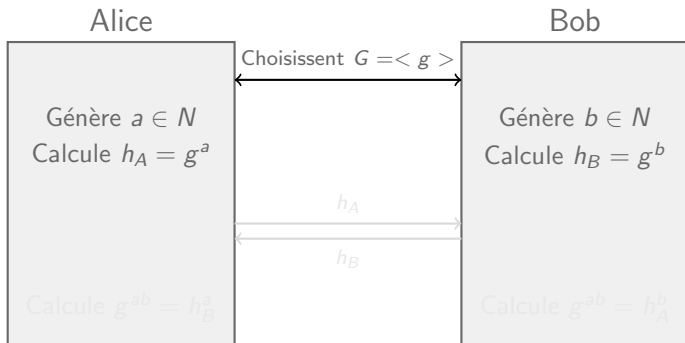 Alice
Bob
Choisissent G =< g >
Génère a ∈ N
Calcule h_A = g^a
Génère b ∈ N
Calcule h_B = g^b
h_A
h_B
Calcule g^{ab} = h_B^a
Calcule g^{ab} = h_A^b